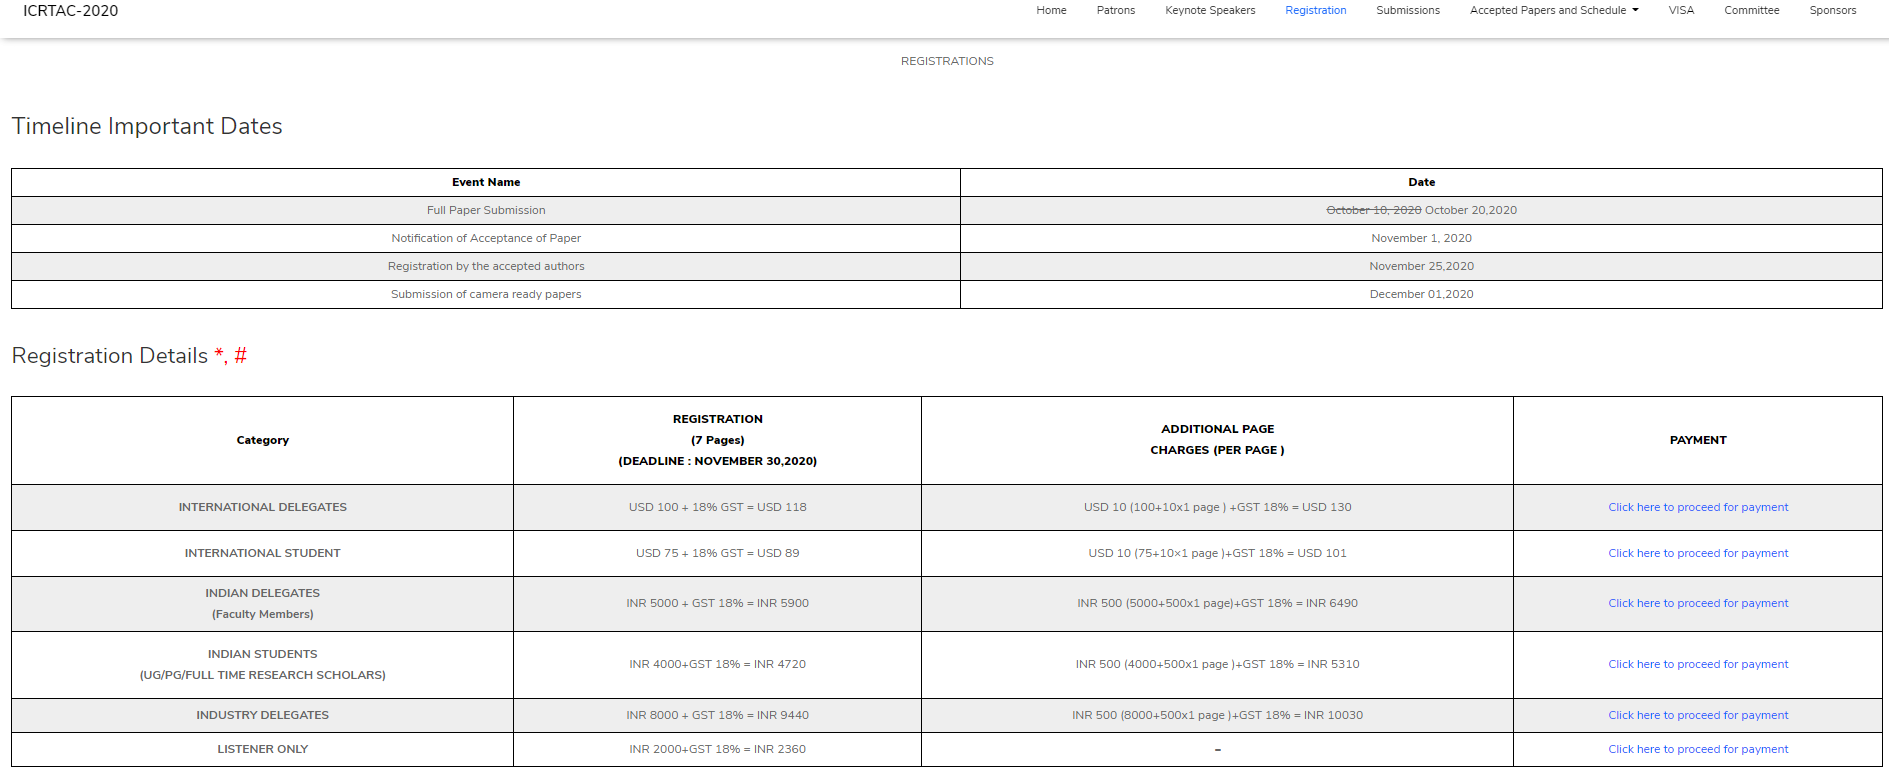 ICRTAC-2020
Home Patrons Keynote Speakers Registration Submissions Accepted Papers and Schedule VISA Committee Sponsors
REGISTRATIONS
Timeline Important Dates
Event Name Date
Full Paper Submission October 10, 2020 October 20,2020
Notification of Acceptance of Paper November 1, 2020
Registration by the accepted authors November 25,2020
Submission of camera ready papers December 01,2020
Registration Details *, #
Category REGISTRATION (7 Pages) (DEADLINE : NOVEMBER 30,2020) ADDITIONAL PAGE CHARGES (PER PAGE ) PAYMENT
INTERNATIONAL DELEGATES USD 100 + 18% GST = USD 118 USD 10 (100+10x1 page ) +GST 18% = USD 130 Click here to proceed for payment
INTERNATIONAL STUDENT USD 75 + 18% GST = USD 89 USD 10 (75+10×1 page )+GST 18% = USD 101 Click here to proceed for payment
INDIAN DELEGATES (Faculty Members) INR 5000 + GST 18% = INR 5900 INR 500 (5000+500x1 page)+GST 18% = INR 6490 Click here to proceed for payment
INDIAN STUDENTS (UG/PG/FULL TIME RESEARCH SCHOLARS) INR 4000+GST 18% = INR 4720 INR 500 (4000+500x1 page )+GST 18% = INR 5310 Click here to proceed for payment
INDUSTRY DELEGATES INR 8000 + GST 18% = INR 9440 INR 500 (8000+500x1 page )+GST 18% = INR 10030 Click here to proceed for payment
LISTENER ONLY INR 2000+GST 18% = INR 2360 – Click here to proceed for payment